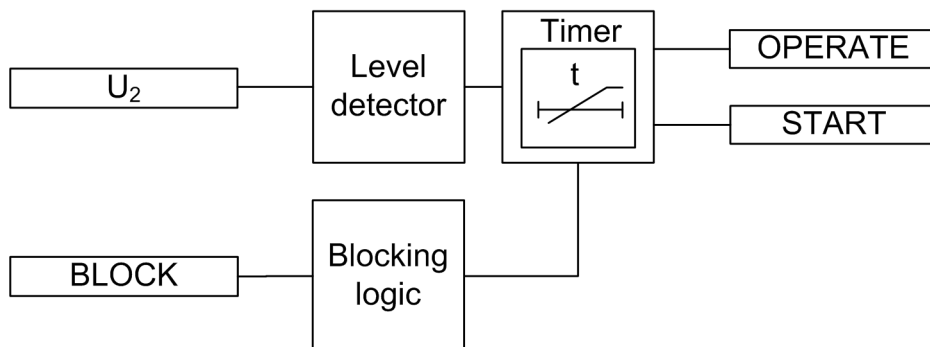 U₂
Level
detector
Timer
t
OPERATE
START
BLOCK
Blocking
logic